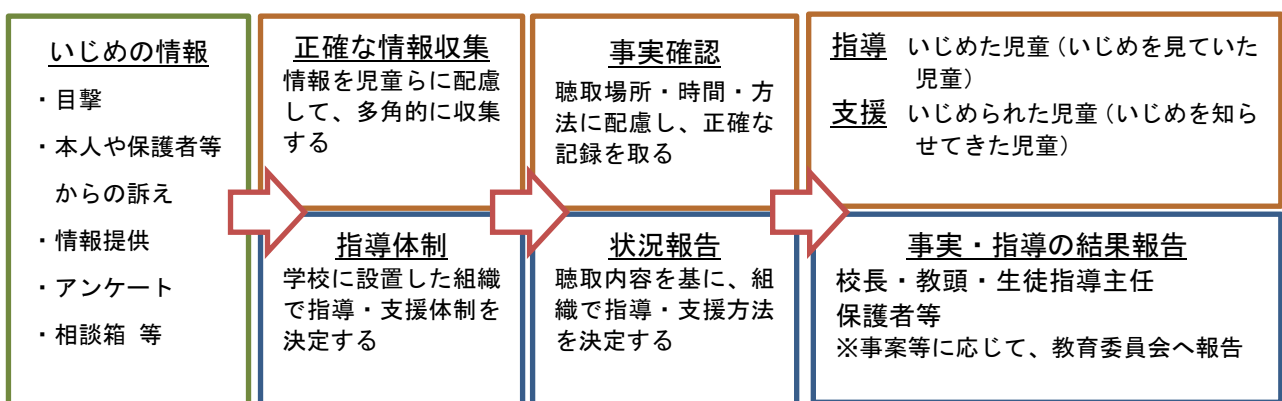 いじめの情報
・目撃
・本人や保護者等
からの訴え
・情報提供
・アンケート
・相談箱 等
正確な情報収集
情報を児童らに配慮
して、多角的に収集
する
指導体制
学校に設置した組織
で指導・支援体制を
決定する
事実確認
聴取場所・時間・方
法に配慮し、正確な
記録を取る
状況報告
聴取内容を基に、組
織で指導・支援方法
を決定する
指導 いじめた児童（いじめを見ていた
児童）
支援 いじめられた児童（いじめを知ら
せてきた児童）
事実・指導の結果報告
校長・教頭・生徒指導主任
保護者等
※事案等に応じて、教育委員会へ報告